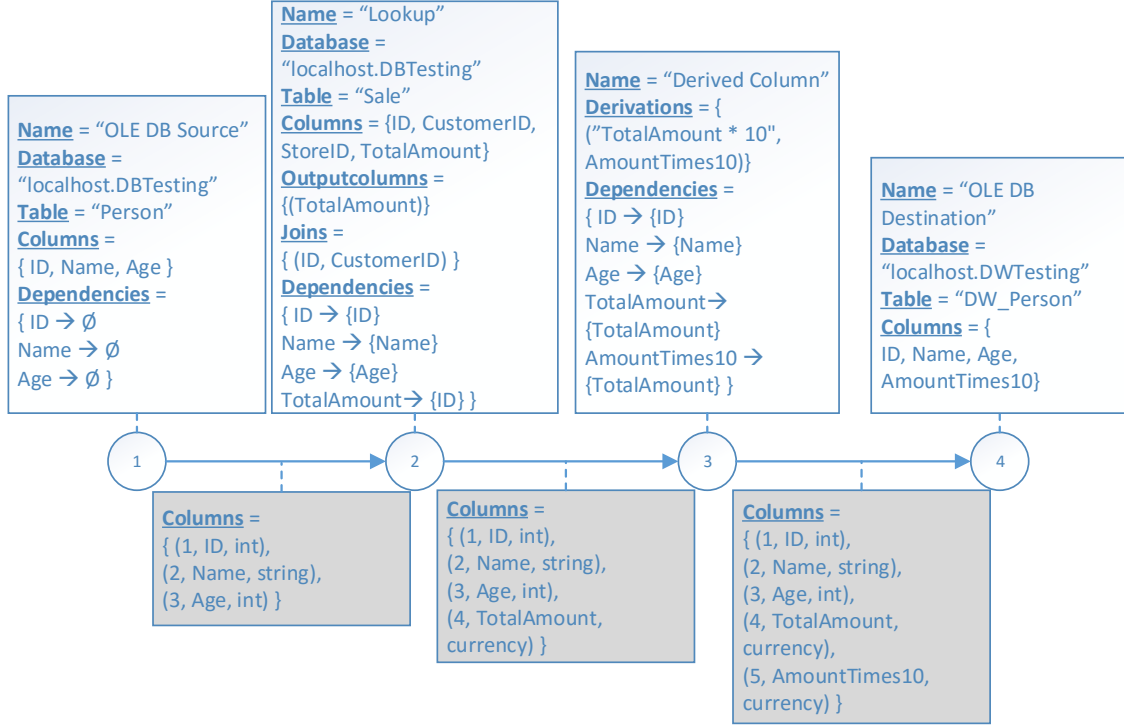 Name = “OLE DB Source”
Database =
“localhost.DBTesting”
Table = “Person”
Columns =
{ ID, Name, Age }
Dependencies =
{ ID → Ø
Name → Ø
Age → Ø }
Name = “Lookup”
Database =
“localhost.DBTesting”
Table = “Sale”
Columns = {ID, CustomerID,
StoreID, TotalAmount}
Outputcolumns =
{(TotalAmount)}
Joins =
{ (ID, CustomerID) }
Dependencies =
{ ID → {ID}
Name → {Name}
Age → {Age}
TotalAmount→ {ID} }
Name = “Derived Column”
Derivations = {
(”TotalAmount * 10",
AmountTimes10)}
Dependencies =
{ ID → {ID}
Name → {Name}
Age → {Age}
TotalAmount→
{TotalAmount}
AmountTimes10 →
{TotalAmount} }
Name = “OLE DB
Destination”
Database =
“localhost.DWTesting”
Table = “DW_Person”
Columns = {
ID, Name, Age,
AmountTimes10}
1
2
3
4
Columns =
{ (1, ID, int),
(2, Name, string),
(3, Age, int) }
Columns =
{ (1, ID, int),
(2, Name, string),
(3, Age, int),
(4, TotalAmount,
currency) }
Columns =
{ (1, ID, int),
(2, Name, string),
(3, Age, int),
(4, TotalAmount,
currency),
(5, AmountTimes10,
currency) }